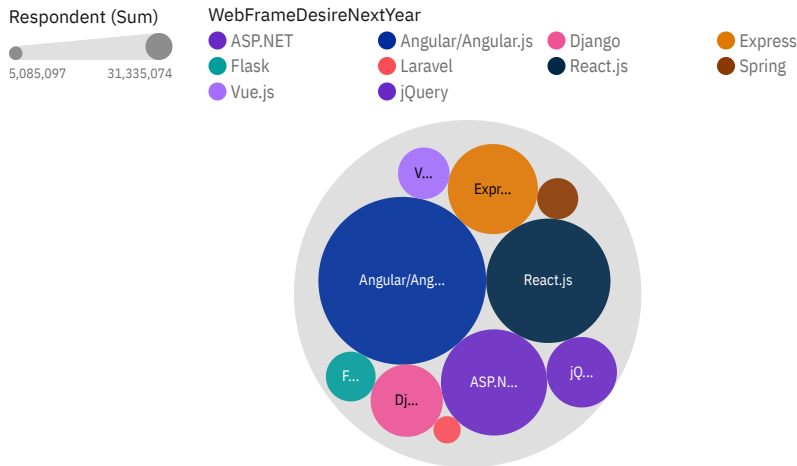 Respondent (Sum)
5,085,097 31,335,074
WebFrameDesireNextYear
ASP.NET Angular/Angular.js Django Express
Flask Laravel React.js Spring
Vue.js jQuery
V...
Expr...
Angular/Ang...
React.js
F...
Dj...
ASP.N...
jQ...